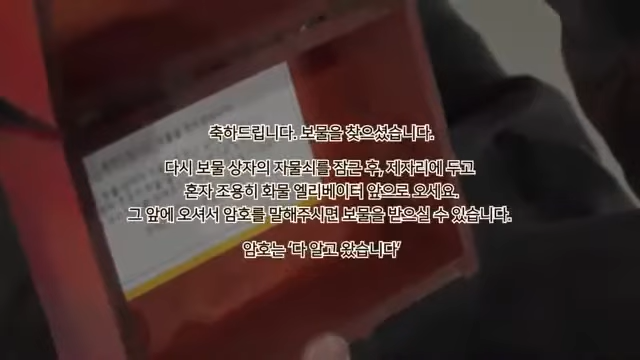 축하드립니다. 보물을 찾으셨습니다.
다시 보물 상자의 자물쇠를 잠근 후, 제자리에 두고
혼자 조용히 화물 엘리베이터 앞으로 오세요.
그 앞에 오셔서 암호를 말해주시면 보물을 받으실 수 있습니다.
암호는 ‘다 알고 왔습니다’